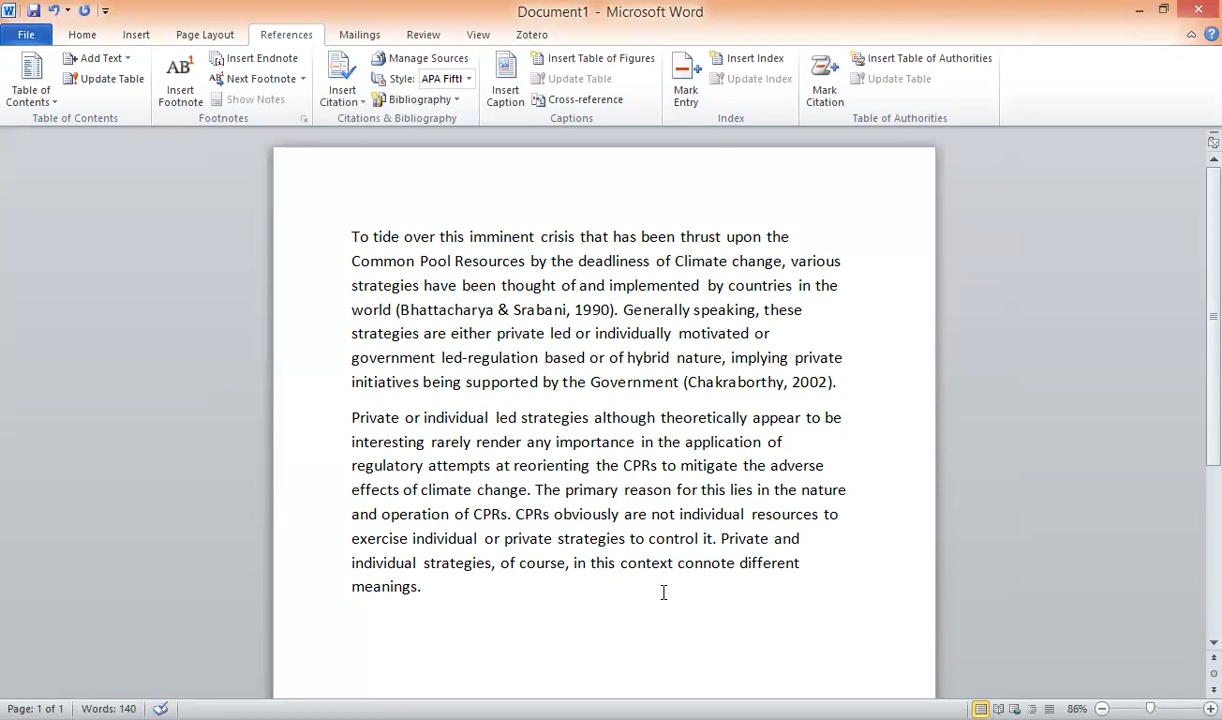 Document1 - Microsoft Word
File Home Insert Page Layout References Mailings Review View Zotero
Table of Contents
Add Text
Update Table
Table of Contents
AB¹
Insert Footnote
Insert Endnote
Next Footnote
Show Notes
Footnotes
Insert Citation
Manage Sources
Style: APA Fifth
Bibliography
Citations & Bibliography
Insert Caption
Insert Table of Figures
Update Table
Cross-reference
Captions
Mark Entry
Insert Index
Update Index
Index
Mark Citation
Insert Table of Authorities
Update Table
Table of Authorities
To tide over this imminent crisis that has been thrust upon the
Common Pool Resources by the deadliness of Climate change, various
strategies have been thought of and implemented by countries in the
world (Bhattacharya & Srabani, 1990). Generally speaking, these
strategies are either private led or individually motivated or
government led-regulation based or of hybrid nature, implying private
initiatives being supported by the Government (Chakraborthy, 2002).
Private or individual led strategies although theoretically appear to be
interesting rarely render any importance in the application of
regulatory attempts at reorienting the CPRs to mitigate the adverse
effects of climate change. The primary reason for this lies in the nature
and operation of CPRs. CPRs obviously are not individual resources to
exercise individual or private strategies to control it. Private and
individual strategies, of course, in this context connote different
meanings.
Page: 1 of 1 Words: 140 86%